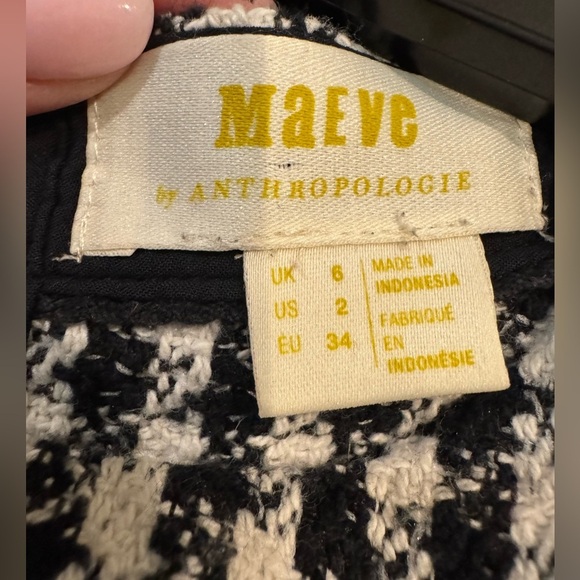 MaEVe
by ANTHROPOLOGIE
UK 6
US 2
EU 34
MADE IN
INDONESIA
FABRIQUÉ
EN
INDONÉSIE